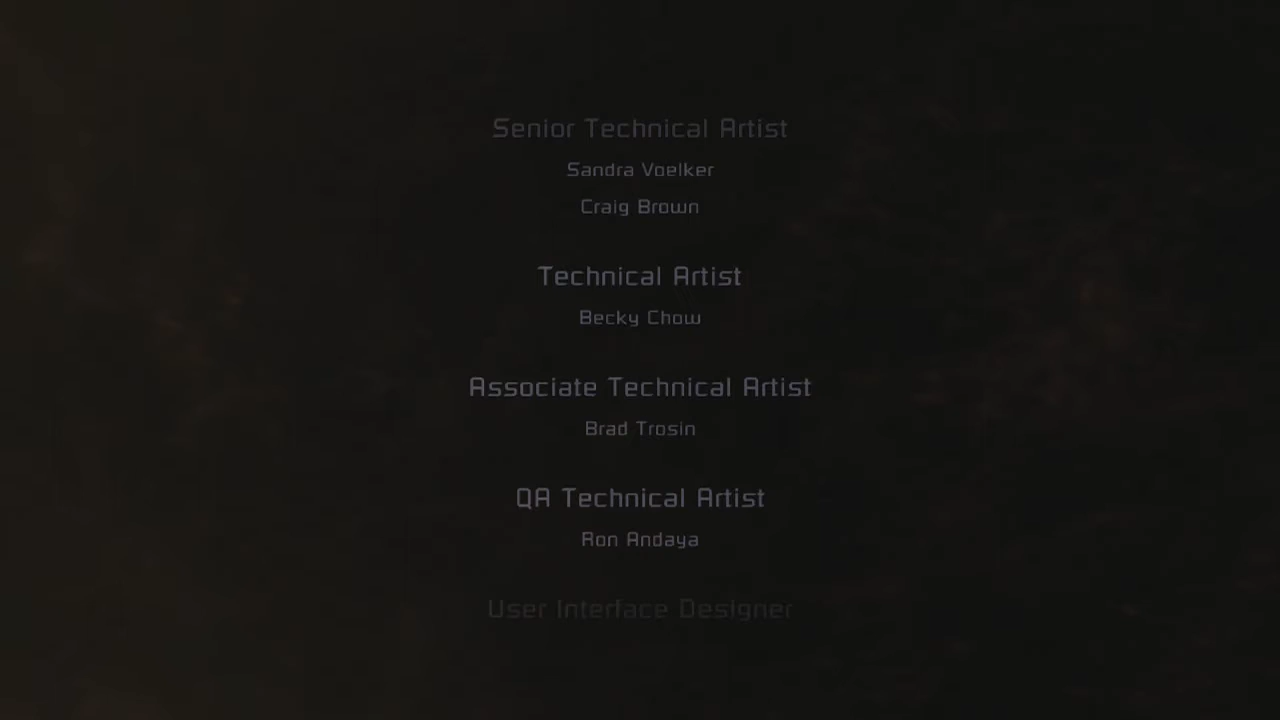 Senior Technical Artist
Sandra Voelker
Craig Brown
Technical Artist
Becky Chow
Associate Technical Artist
Brad Trosin
QA Technical Artist
Ron Andaya
User Interface Designer